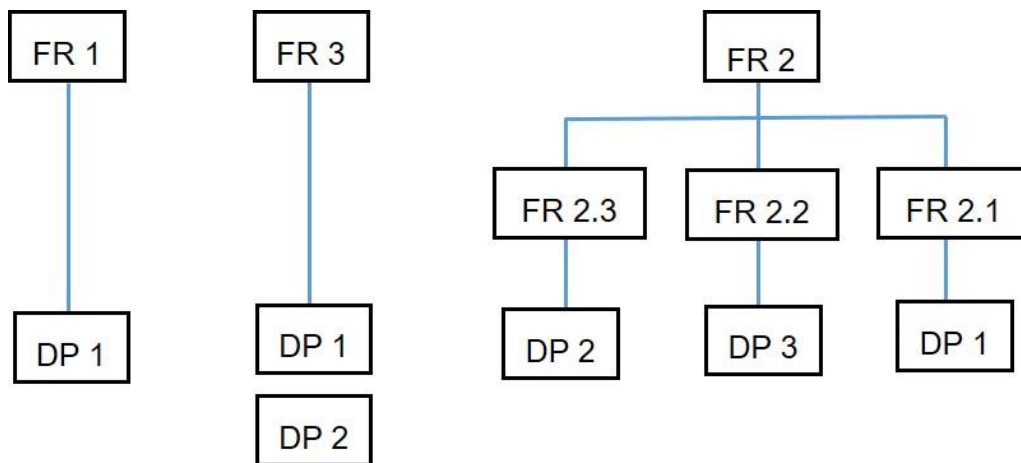 FR 1
FR 3
FR 2
FR 2.3
FR 2.2
FR 2.1
DP 1
DP 1
DP 2
DP 3
DP 1
DP 2